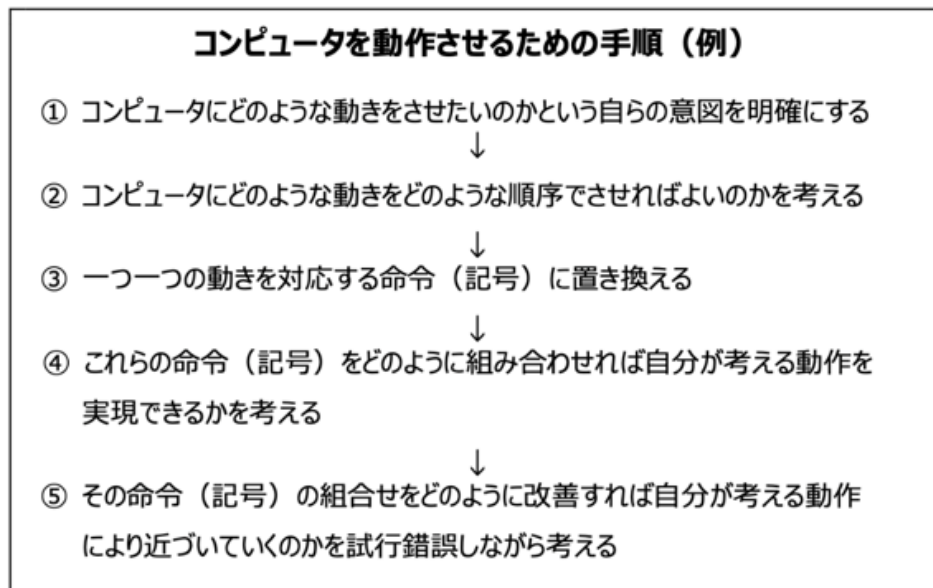 コンピュータを動作させるための手順（例）
① コンピュータにどのような動きをさせたいのかという自らの意図を明確にする
↓
② コンピュータにどのような動きをどのような順序でさせればよいのかを考える
↓
③ 一つ一つの動きを対応する命令（記号）に置き換える
↓
④ これらの命令（記号）をどのように組み合わせれば自分が考える動作を
実現できるかを考える
↓
⑤ その命令（記号）の組合せをどのように改善すれば自分が考える動作
により近づいていくのかを試行錯誤しながら考える